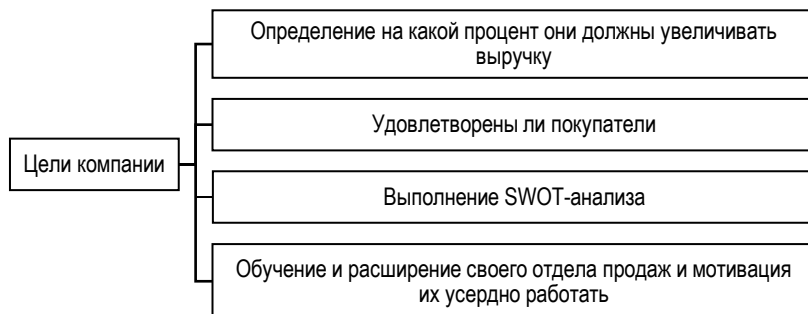 Определение на какой процент они должны увеличивать
выручку
Удовлетворены ли покупатели
Цели компании
Выполнение SWOT-анализа
Обучение и расширение своего отдела продаж и мотивация
их усердно работать